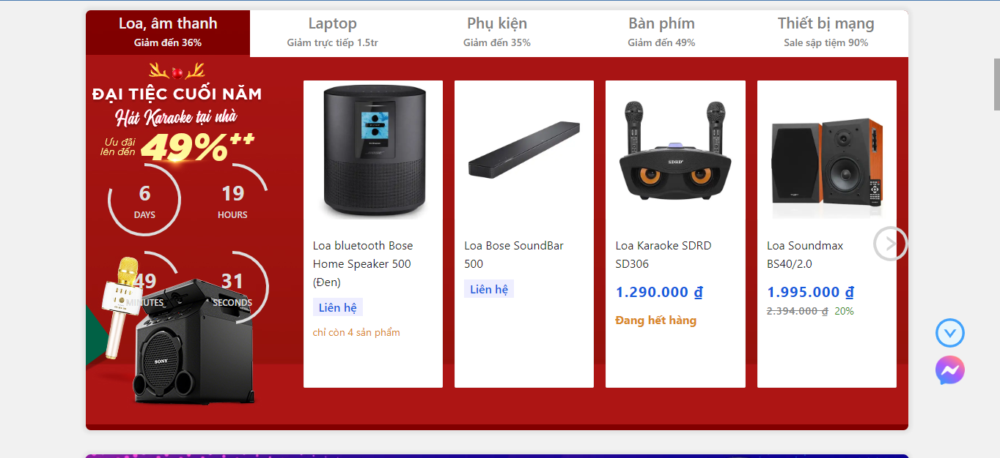 Loa, âm thanh
Giảm đến 36%
Laptop
Giảm trực tiếp 1.5tr
Phụ kiện
Giảm đến 35%
Bàn phím
Giảm đến 49%
Thiết bị mạng
Sale sập tiệm 90%
ĐẠI TIỆC CUỐI NĂM
Hát Karaoke tại nhà
Ưu đãi
lên đến
49%++
6
DAYS
19
HOURS
49
MINUTES
31
SECONDS
SONY
Loa bluetooth Bose
Home Speaker 500
(Đen)
Liên hệ
chỉ còn 4 sản phẩm
Loa Bose SoundBar
500
Liên hệ
SDRD
Loa Karaoke SDRD
SD306
1.290.000 ₫
Đang hết hàng
Loa Soundmax
BS40/2.0
1.995.000 ₫
2.394.000 ₫ 20%